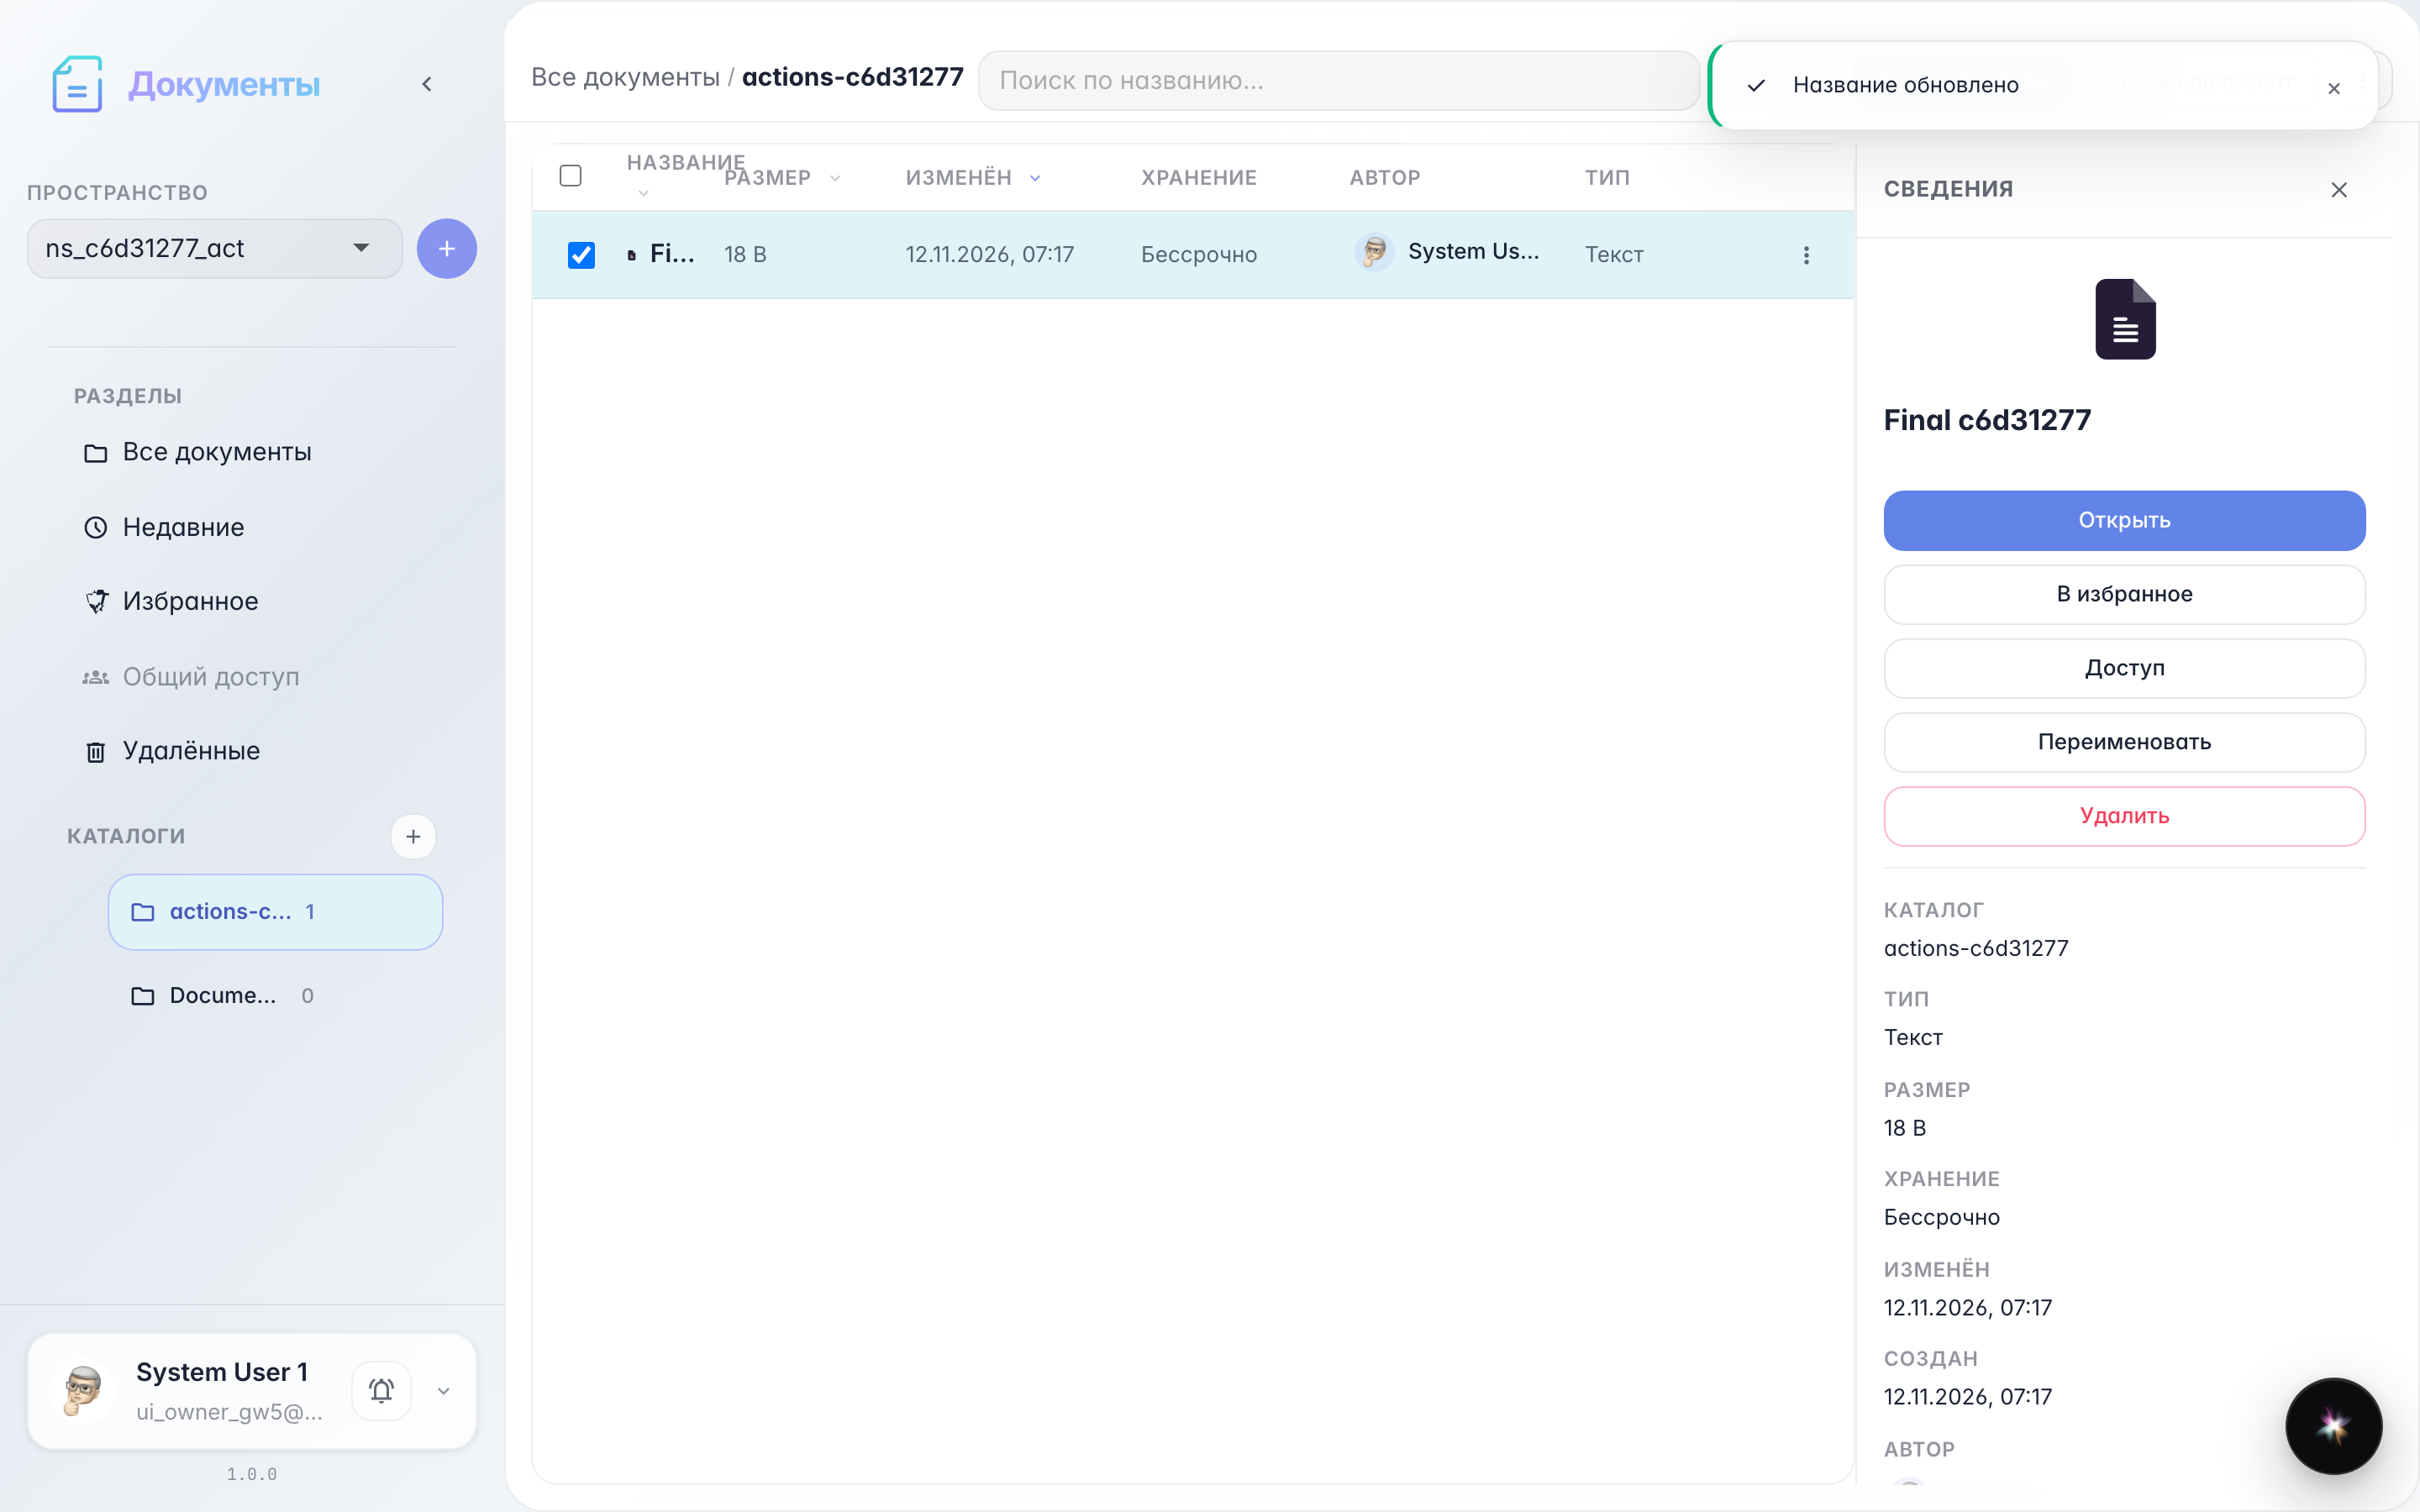 Документы
ПРОСТРАНСТВО
ns_c6d31277_act
РАЗДЕЛЫ
Все документы
Недавние
Избранное
Общий доступ
Удалённые
КАТАЛОГИ
actions-c... 1
Docume... 0
System User 1
ui_owner_gw5@...
1.0.0
Все документы / actions-c6d31277
Поиск по названию...
Название обновлено
НАЗВАНИЕ РАЗМЕР ИЗМЕНЁН ХРАНЕНИЕ АВТОР ТИП
Fi... 18 B 12.11.2026, 07:17 Бессрочно System Us... Текст
СВЕДЕНИЯ
Final c6d31277
Открыть
В избранное
Доступ
Переименовать
Удалить
КАТАЛОГ
actions-c6d31277
ТИП
Текст
РАЗМЕР
18 B
ХРАНЕНИЕ
Бессрочно
ИЗМЕНЁН
12.11.2026, 07:17
СОЗДАН
12.11.2026, 07:17
АВТОР